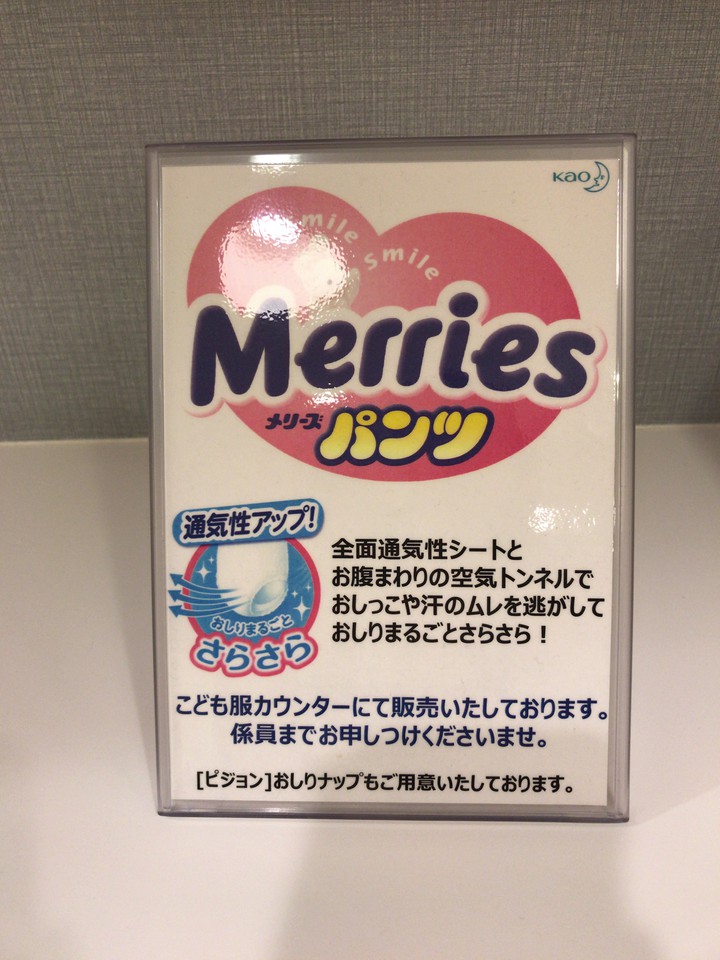 Kao
mile
Smile
Merries
メリーズ パンツ
通気性アップ!
おしりまるごと
さらさら
全面通気性シートと
お腹まわりの空気トンネルで
おしっこや汗のムレを逃がして
おしりまるごとさらさら！
こども服カウンターにて販売いたしております。
係員までお申しつけくださいませ。
[ピジョン]おしりナップもご用意いたしております。